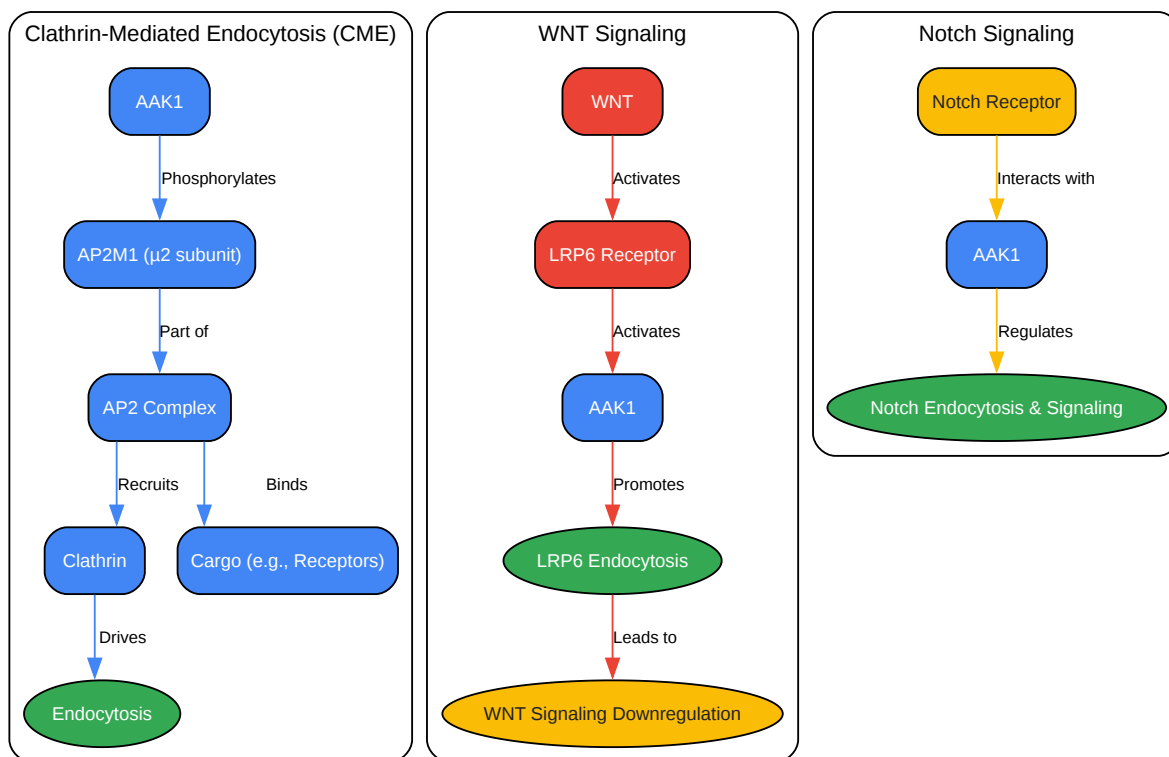 Clathrin-Mediated Endocytosis (CME)
AAK1
Phosphorylates
AP2M1 (µ2 subunit)
Part of
AP2 Complex
Recruits
Binds
Clathrin
Cargo (e.g., Receptors)
Drives
Endocytosis
WNT Signaling
WNT
Activates
LRP6 Receptor
Activates
AAK1
Promotes
LRP6 Endocytosis
Leads to
WNT Signaling Downregulation
Notch Signaling
Notch Receptor
Interacts with
AAK1
Regulates
Notch Endocytosis & Signaling